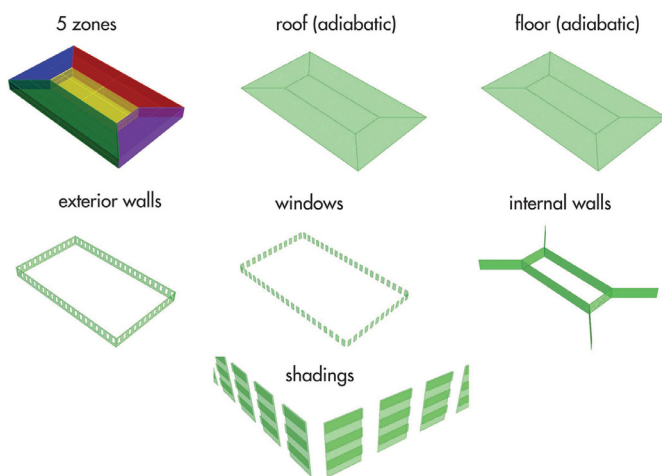 5 zones
roof (adiabatic)
floor (adiabatic)
exterior walls
windows
internal walls
shadings